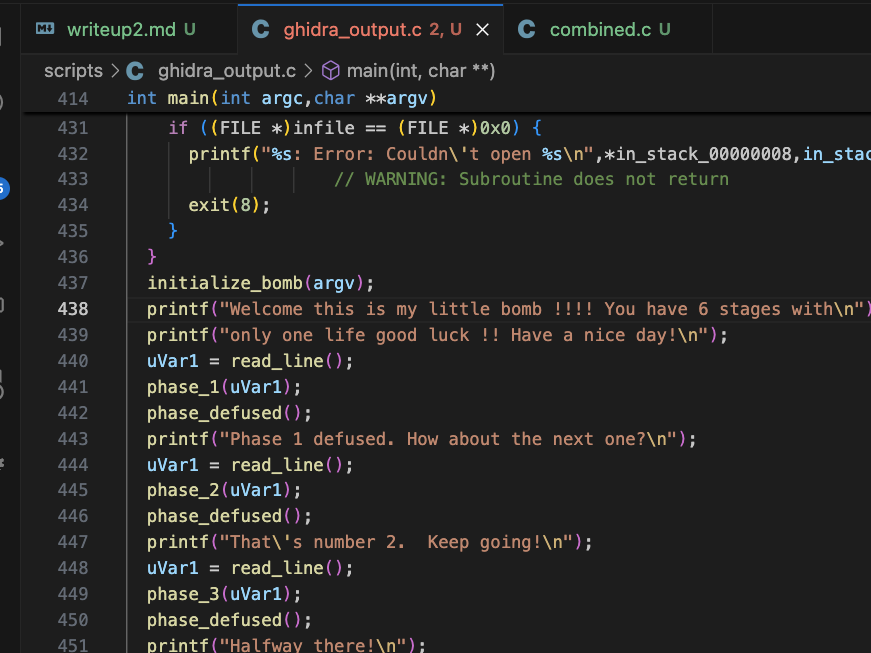 writeup2.md U
ghidra_output.c 2, U
combined.c U
scripts > C ghidra_output.c > main(int, char **)
414 int main(int argc,char **argv)
431 if ((FILE *)infile == (FILE *)0x0) {
432 printf("%s: Error: Couldn\'t open %s\n",*in_stack_00000008,in_stac
433 // WARNING: Subroutine does not return
434 exit(8);
435 }
436 }
437 initialize_bomb(argv);
438 printf("Welcome this is my little bomb !!!! You have 6 stages with\n")
439 printf("only one life good luck !! Have a nice day!\n");
440 uVar1 = read_line();
441 phase_1(uVar1);
442 phase_defused();
443 printf("Phase 1 defused. How about the next one?\n");
444 uVar1 = read_line();
445 phase_2(uVar1);
446 phase_defused();
447 printf("That\'s number 2.  Keep going!\n");
448 uVar1 = read_line();
449 phase_3(uVar1);
450 phase_defused();
451 printf("Halfway there!\n");